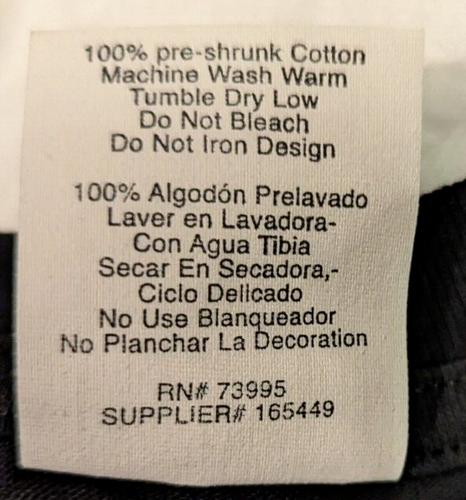 100% pre-shrunk Cotton
Machine Wash Warm
Tumble Dry Low
Do Not Bleach
Do Not Iron Design
100% Algodón Prelavado
Laver en Lavadora-
Con Agua Tibia
Secar En Secadora,-
Ciclo Delicado
No Use Blanqueador
No Planchar La Decoration
RN# 73995
SUPPLIER# 165449